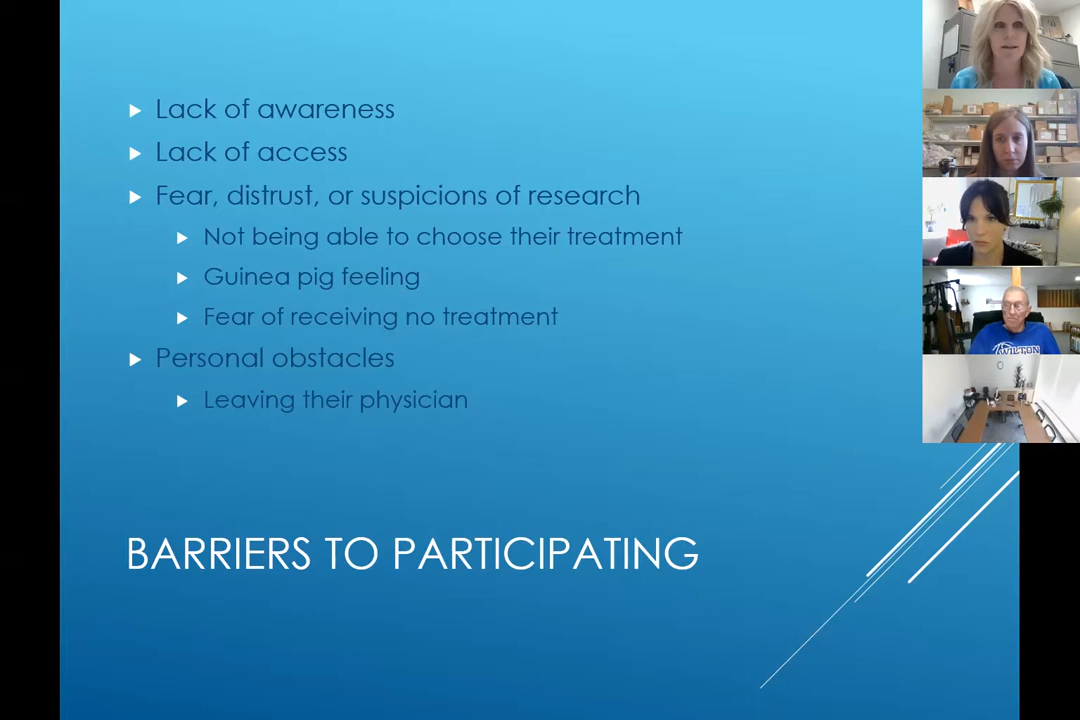 Lack of awareness
Lack of access
Fear, distrust, or suspicions of research
Not being able to choose their treatment
Guinea pig feeling
Fear of receiving no treatment
Personal obstacles
Leaving their physician
BARRIERS TO PARTICIPATING
WILTON